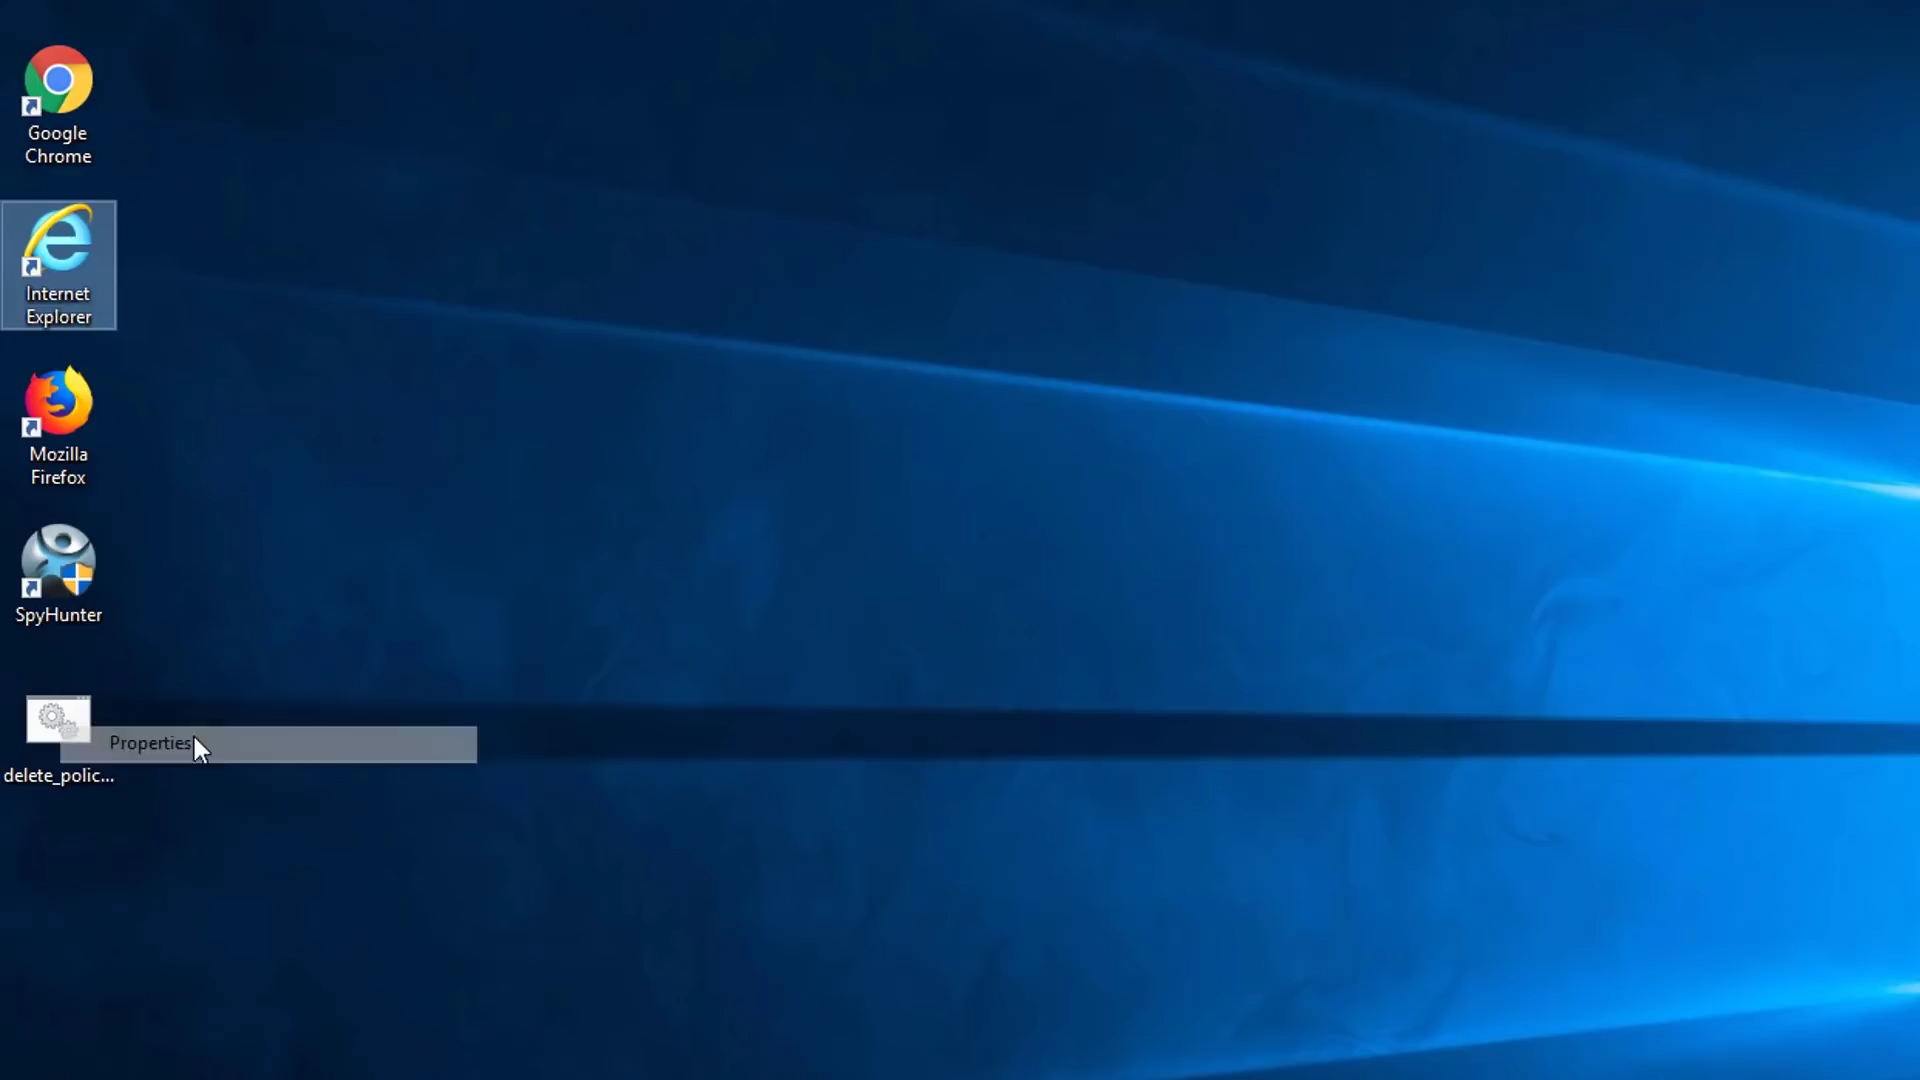 Google
Chrome
Internet
Explorer
Mozilla
Firefox
SpyHunter
Properties
delete_polic...